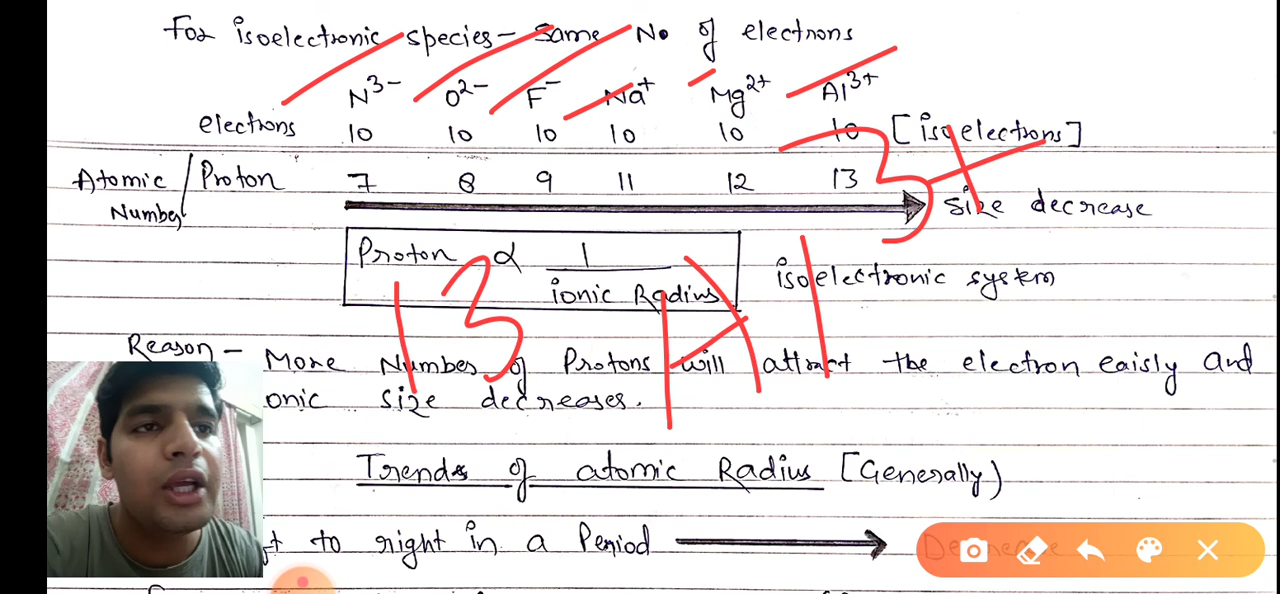 For isoelectronic species- Same No of electrons
N3- O2- F- Na+ Mg2+ Al3+
electrons 10 10 10 10 10 10 [isoelectrons]
Atomic / Proton 7 8 9 11 12 13
Number
size decrease
Proton ∝ 1 / ionic Radius
isoelectronic system
13 Al 3+
Reason - More Number of Protons will attract the electron eaisly and
onic size decreases.
Trends of atomic Radius [Generally)
to right in a Period